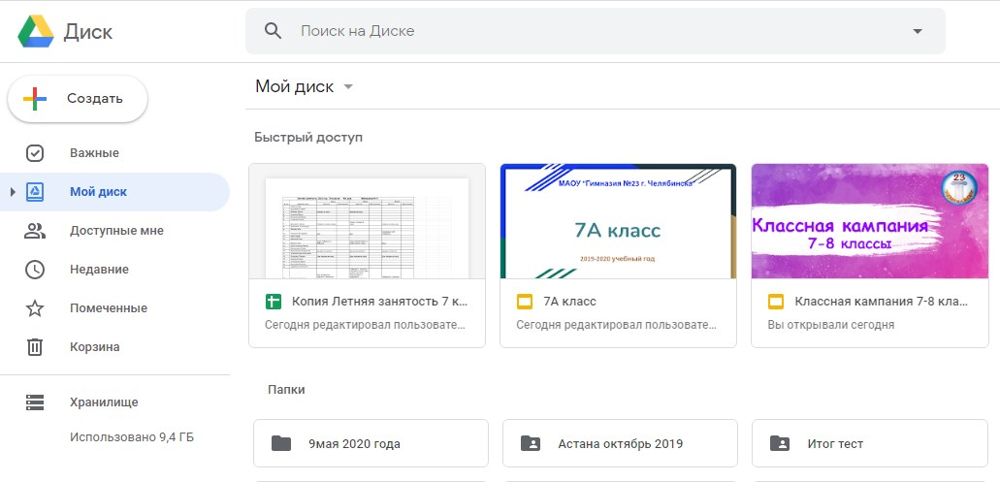 Диск
Поиск на Диске
Создать
Мой диск
Важные
Мой диск
Доступные мне
Недавние
Помеченные
Корзина
Хранилище
Использовано 9,4 ГБ
Быстрый доступ
МАОУ "Гимназия №23 г. Челябинска"
7А класс
2019-2020 учебный год
23
Классная кампания
7-8 классы
Копия Летняя занятость 7 к...
Сегодня редактировал пользовате...
7А класс
Сегодня редактировал пользовате...
Классная кампания 7-8 кла...
Вы открывали сегодня
Папки
9мая 2020 года
Астана октябрь 2019
Итог тест